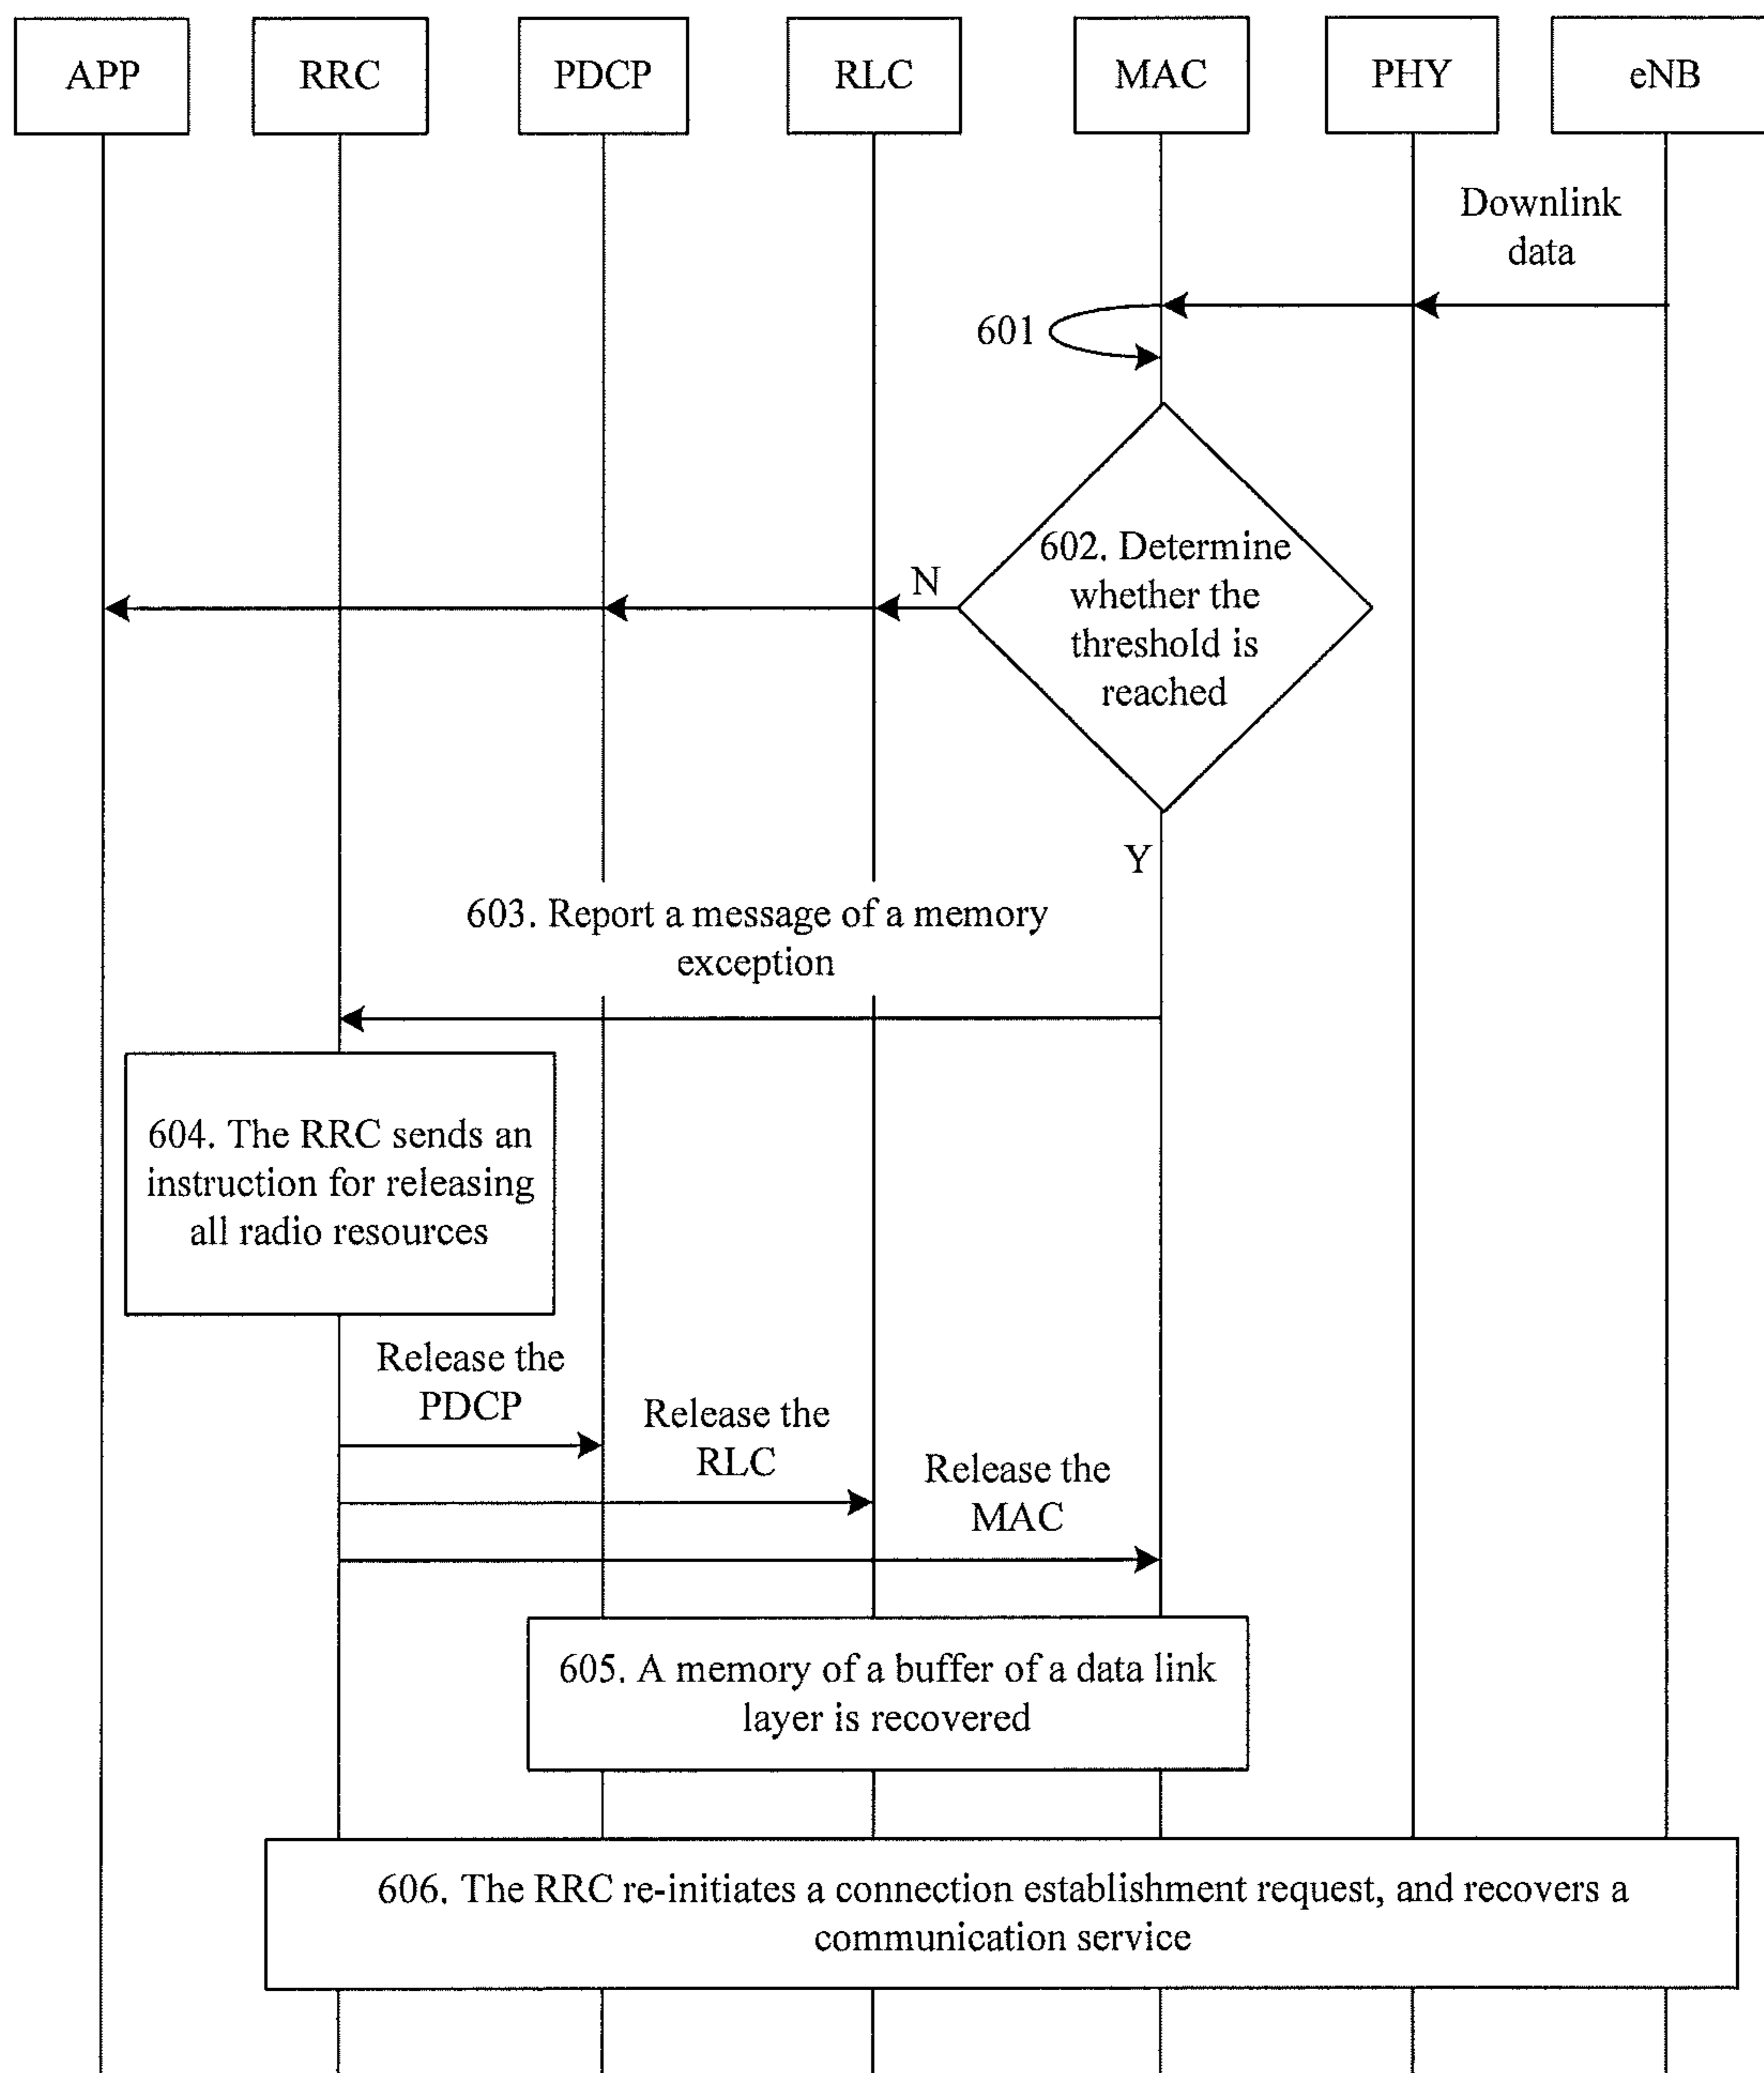 APP
RRC
PDCP
RLC
MAC
PHY
eNB
Downlink
data
601
602. Determine
whether the
threshold is
reached
N
Y
603. Report a message of a memory
exception
604. The RRC sends an
instruction for releasing
all radio resources
Release the
PDCP
Release the
RLC
Release the
MAC
605. A memory of a buffer of a data link
layer is recovered
606. The RRC re-initiates a connection establishment request, and recovers a
communication service